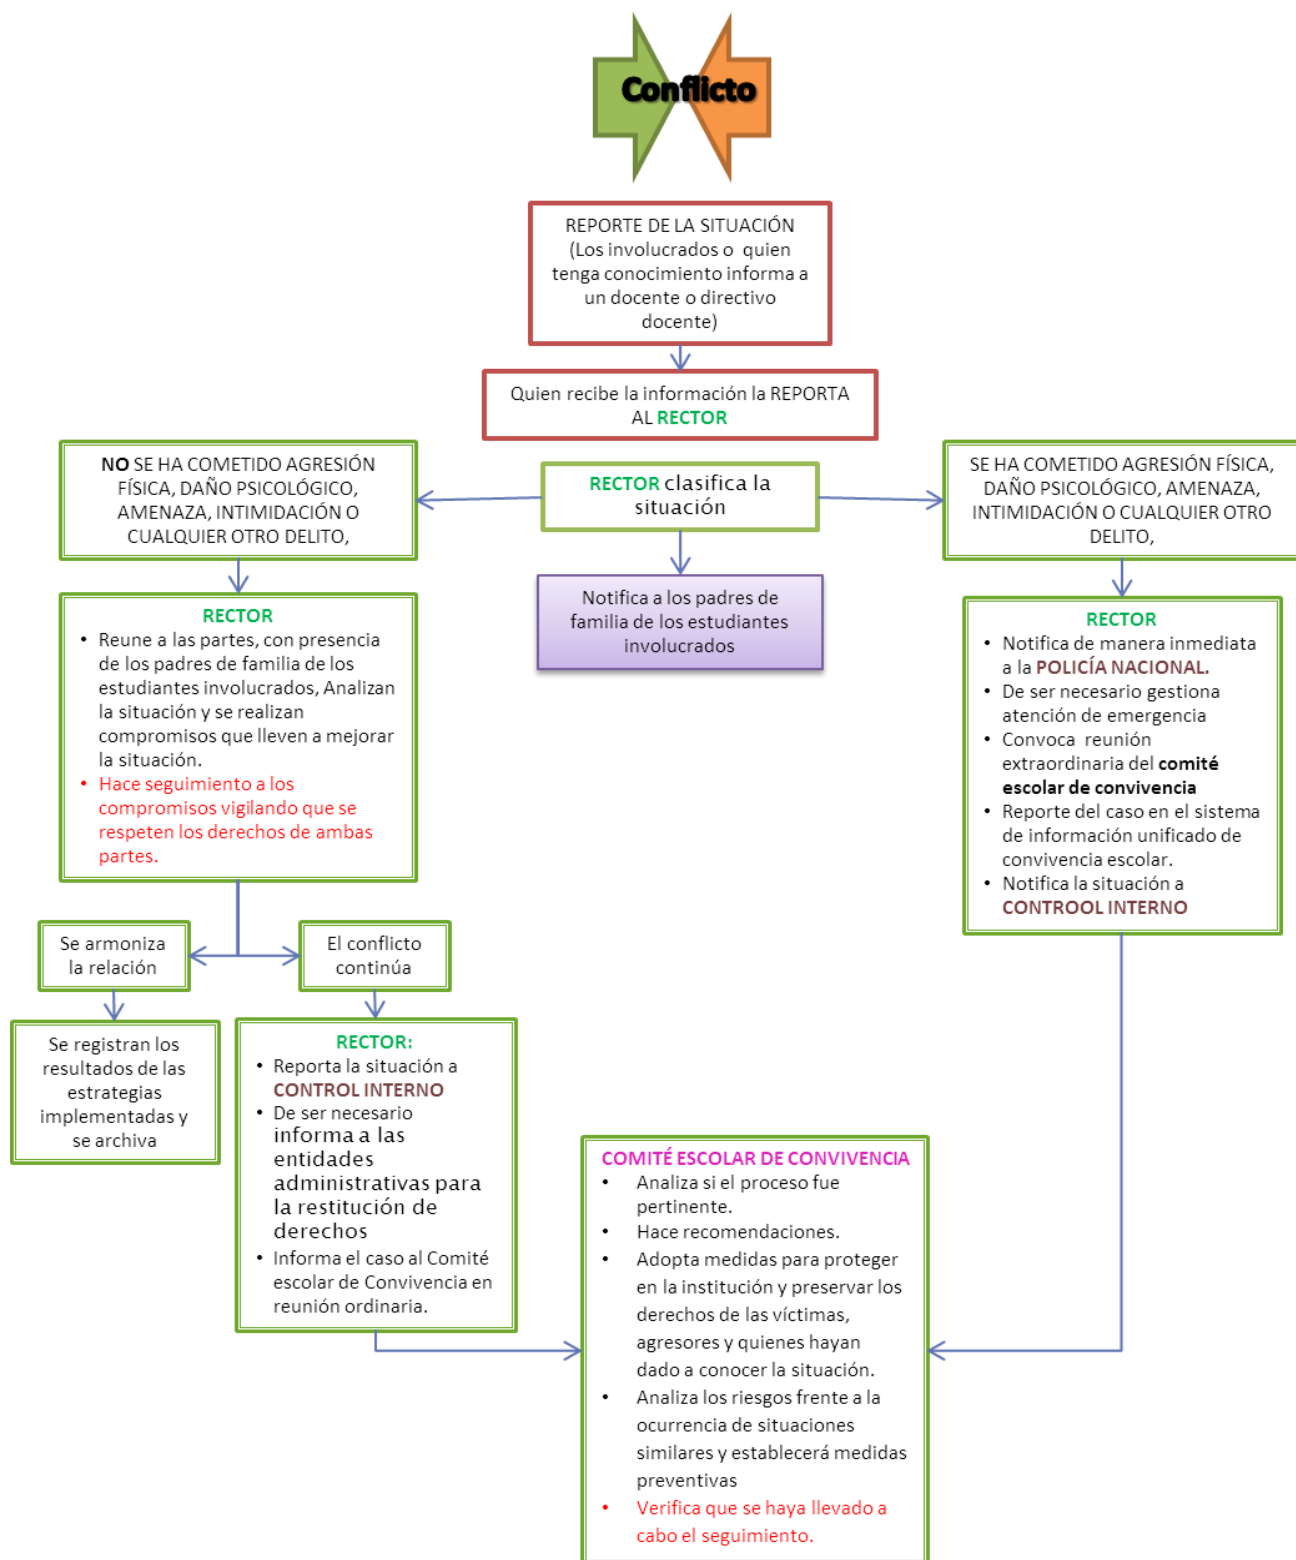 Conflicto
REPORTE DE LA SITUACIÓN
(Los involucrados o quien
tenga conocimiento informa a
un docente o directivo
docente)
Quien recibe la información la REPORTA
AL RECTOR
NO SE HA COMETIDO AGRESIÓN
FÍSICA, DAÑO PSICOLÓGICO,
AMENAZA, INTIMIDACIÓN O
CUALQUIER OTRO DELITO,
RECTOR clasifica la
situación
SE HA COMETIDO AGRESIÓN FÍSICA,
DAÑO PSICOLÓGICO, AMENAZA,
INTIMIDACIÓN O CUALQUIER OTRO
DELITO,
Notifica a los padres de
familia de los estudiantes
involucrados
RECTOR
• Reune a las partes, con presencia
de los padres de familia de los
estudiantes involucrados, Analizan
la situación y se realizan
compromisos que lleven a mejorar
la situación.
• Hace seguimiento a los
compromisos vigilando que se
respeten los derechos de ambas
partes.
RECTOR
• Notifica de manera inmediata
a la POLICÍA NACIONAL.
• De ser necesario gestiona
atención de emergencia
• Convoca reunión
extraordinaria del comité
escolar de convivencia
• Reporte del caso en el sistema
de información unificado de
convivencia escolar.
• Notifica la situación a
CONTROOL INTERNO
Se armoniza
la relación
El conflicto
continúa
Se registran los
resultados de las
estrategias
implementadas y
se archiva
RECTOR:
• Reporta la situación a
CONTROL INTERNO
• De ser necesario
informa a las
entidades
administrativas para
la restitución de
derechos
• Informa el caso al Comité
escolar de Convivencia en
reunión ordinaria.
COMITÉ ESCOLAR DE CONVIVENCIA
• Analiza si el proceso fue
pertinente.
• Hace recomendaciones.
• Adopta medidas para proteger
en la institución y preservar los
derechos de las víctimas,
agresores y quienes hayan
dado a conocer la situación.
• Analiza los riesgos frente a la
ocurrencia de situaciones
similares y establecerá medidas
preventivas
• Verifica que se haya llevado a
cabo el seguimiento.